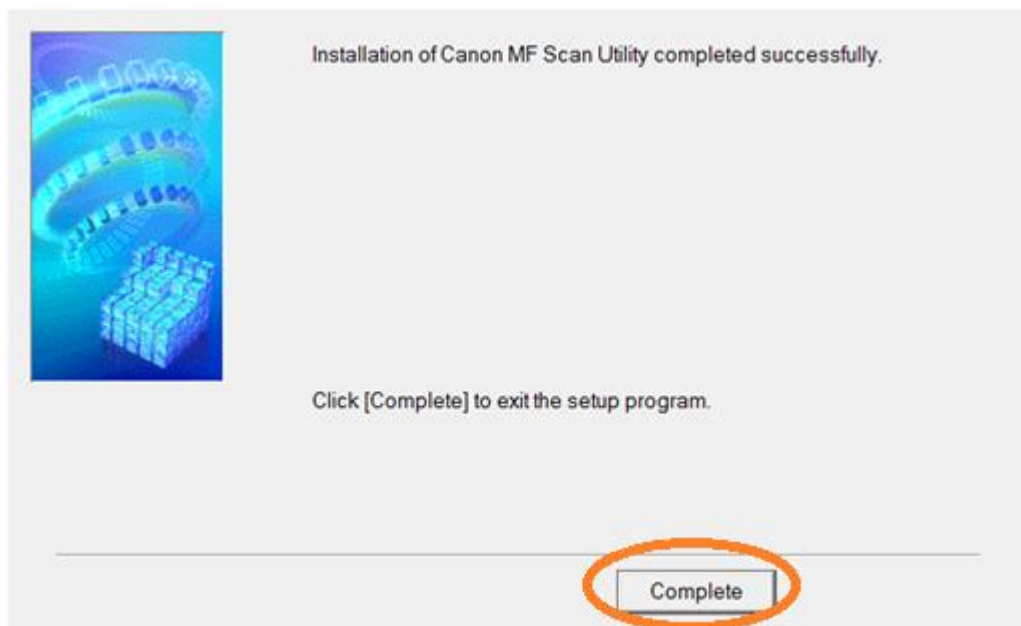 Installation of Canon MF Scan Utility completed successfully.
Click [Complete] to exit the setup program.
Complete